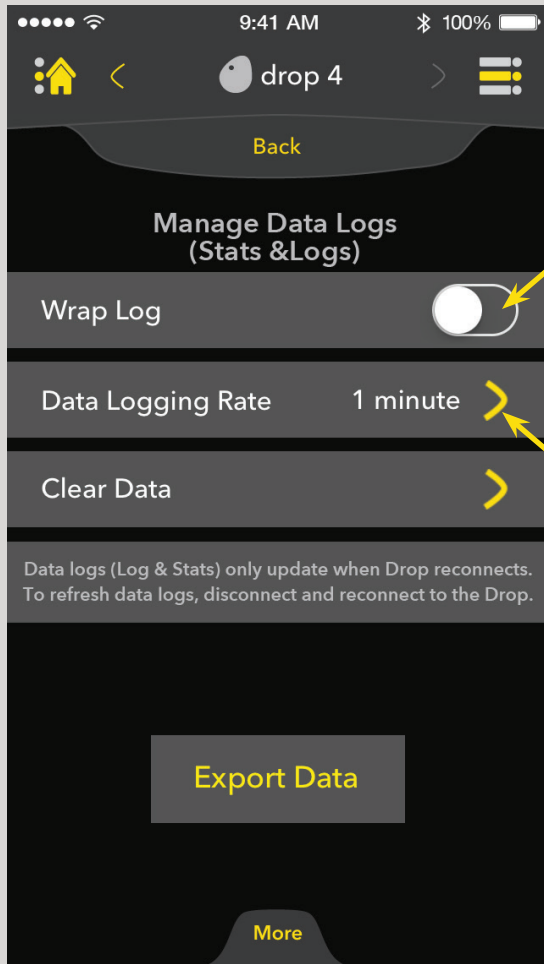 9:41 AM
100%
drop 4
Back
Manage Data Logs
(Stats &Logs)
Wrap Log
Data Logging Rate 1 minute
Clear Data
Data logs (Log & Stats) only update when Drop reconnects.
To refresh data logs, disconnect and reconnect to the Drop.
Export Data
More